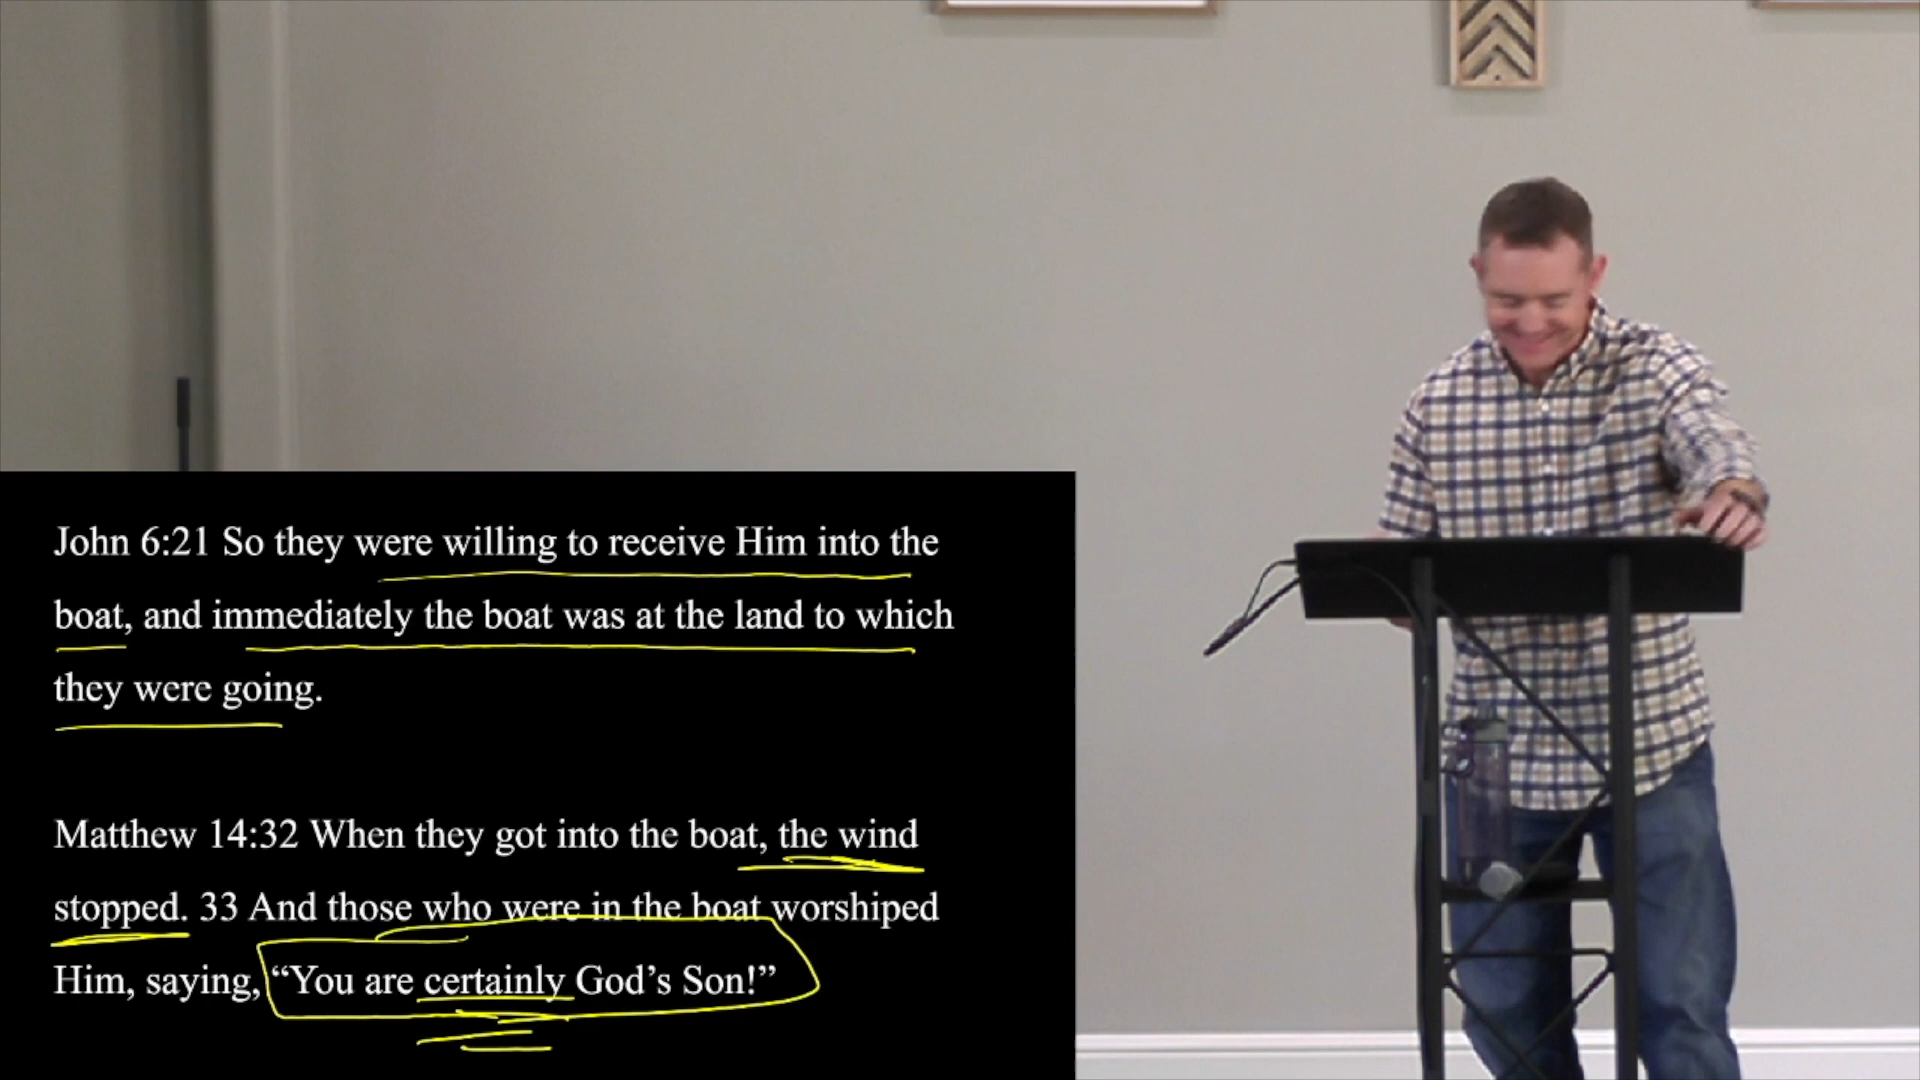 John 6:21 So they were willing to receive Him into the
boat, and immediately the boat was at the land to which
they were going.
Matthew 14:32 When they got into the boat, the wind
stopped. 33 And those who were in the boat worshiped
Him, saying, “You are certainly God’s Son!”